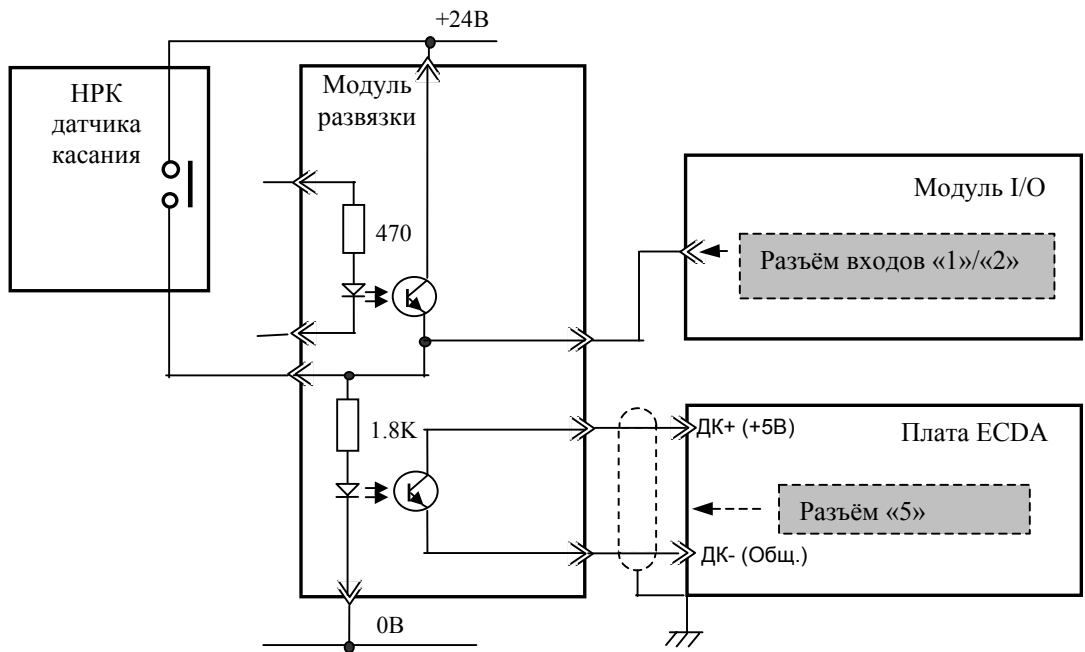 +24В
НРК
датчика
касания
Модуль
развязки
470
Модуль I/O
Разъём входов «1»/«2»
1.8K
ДК+ (+5В)
Плата ECDA
Разъём «5»
ДК- (Общ.)
0В